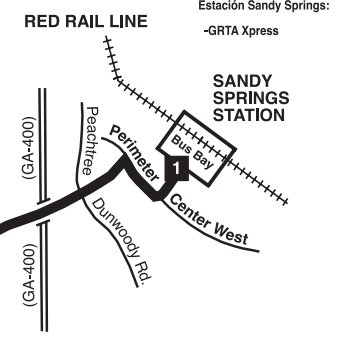 Estación Sandy Springs:
-GRTA Xpress
RED RAIL LINE
SANDY
SPRINGS
STATION
(GA-400)
Peachtree
Dunwoody Rd.
Perimeter
Center West
Bus Bay
1
(GA-400)